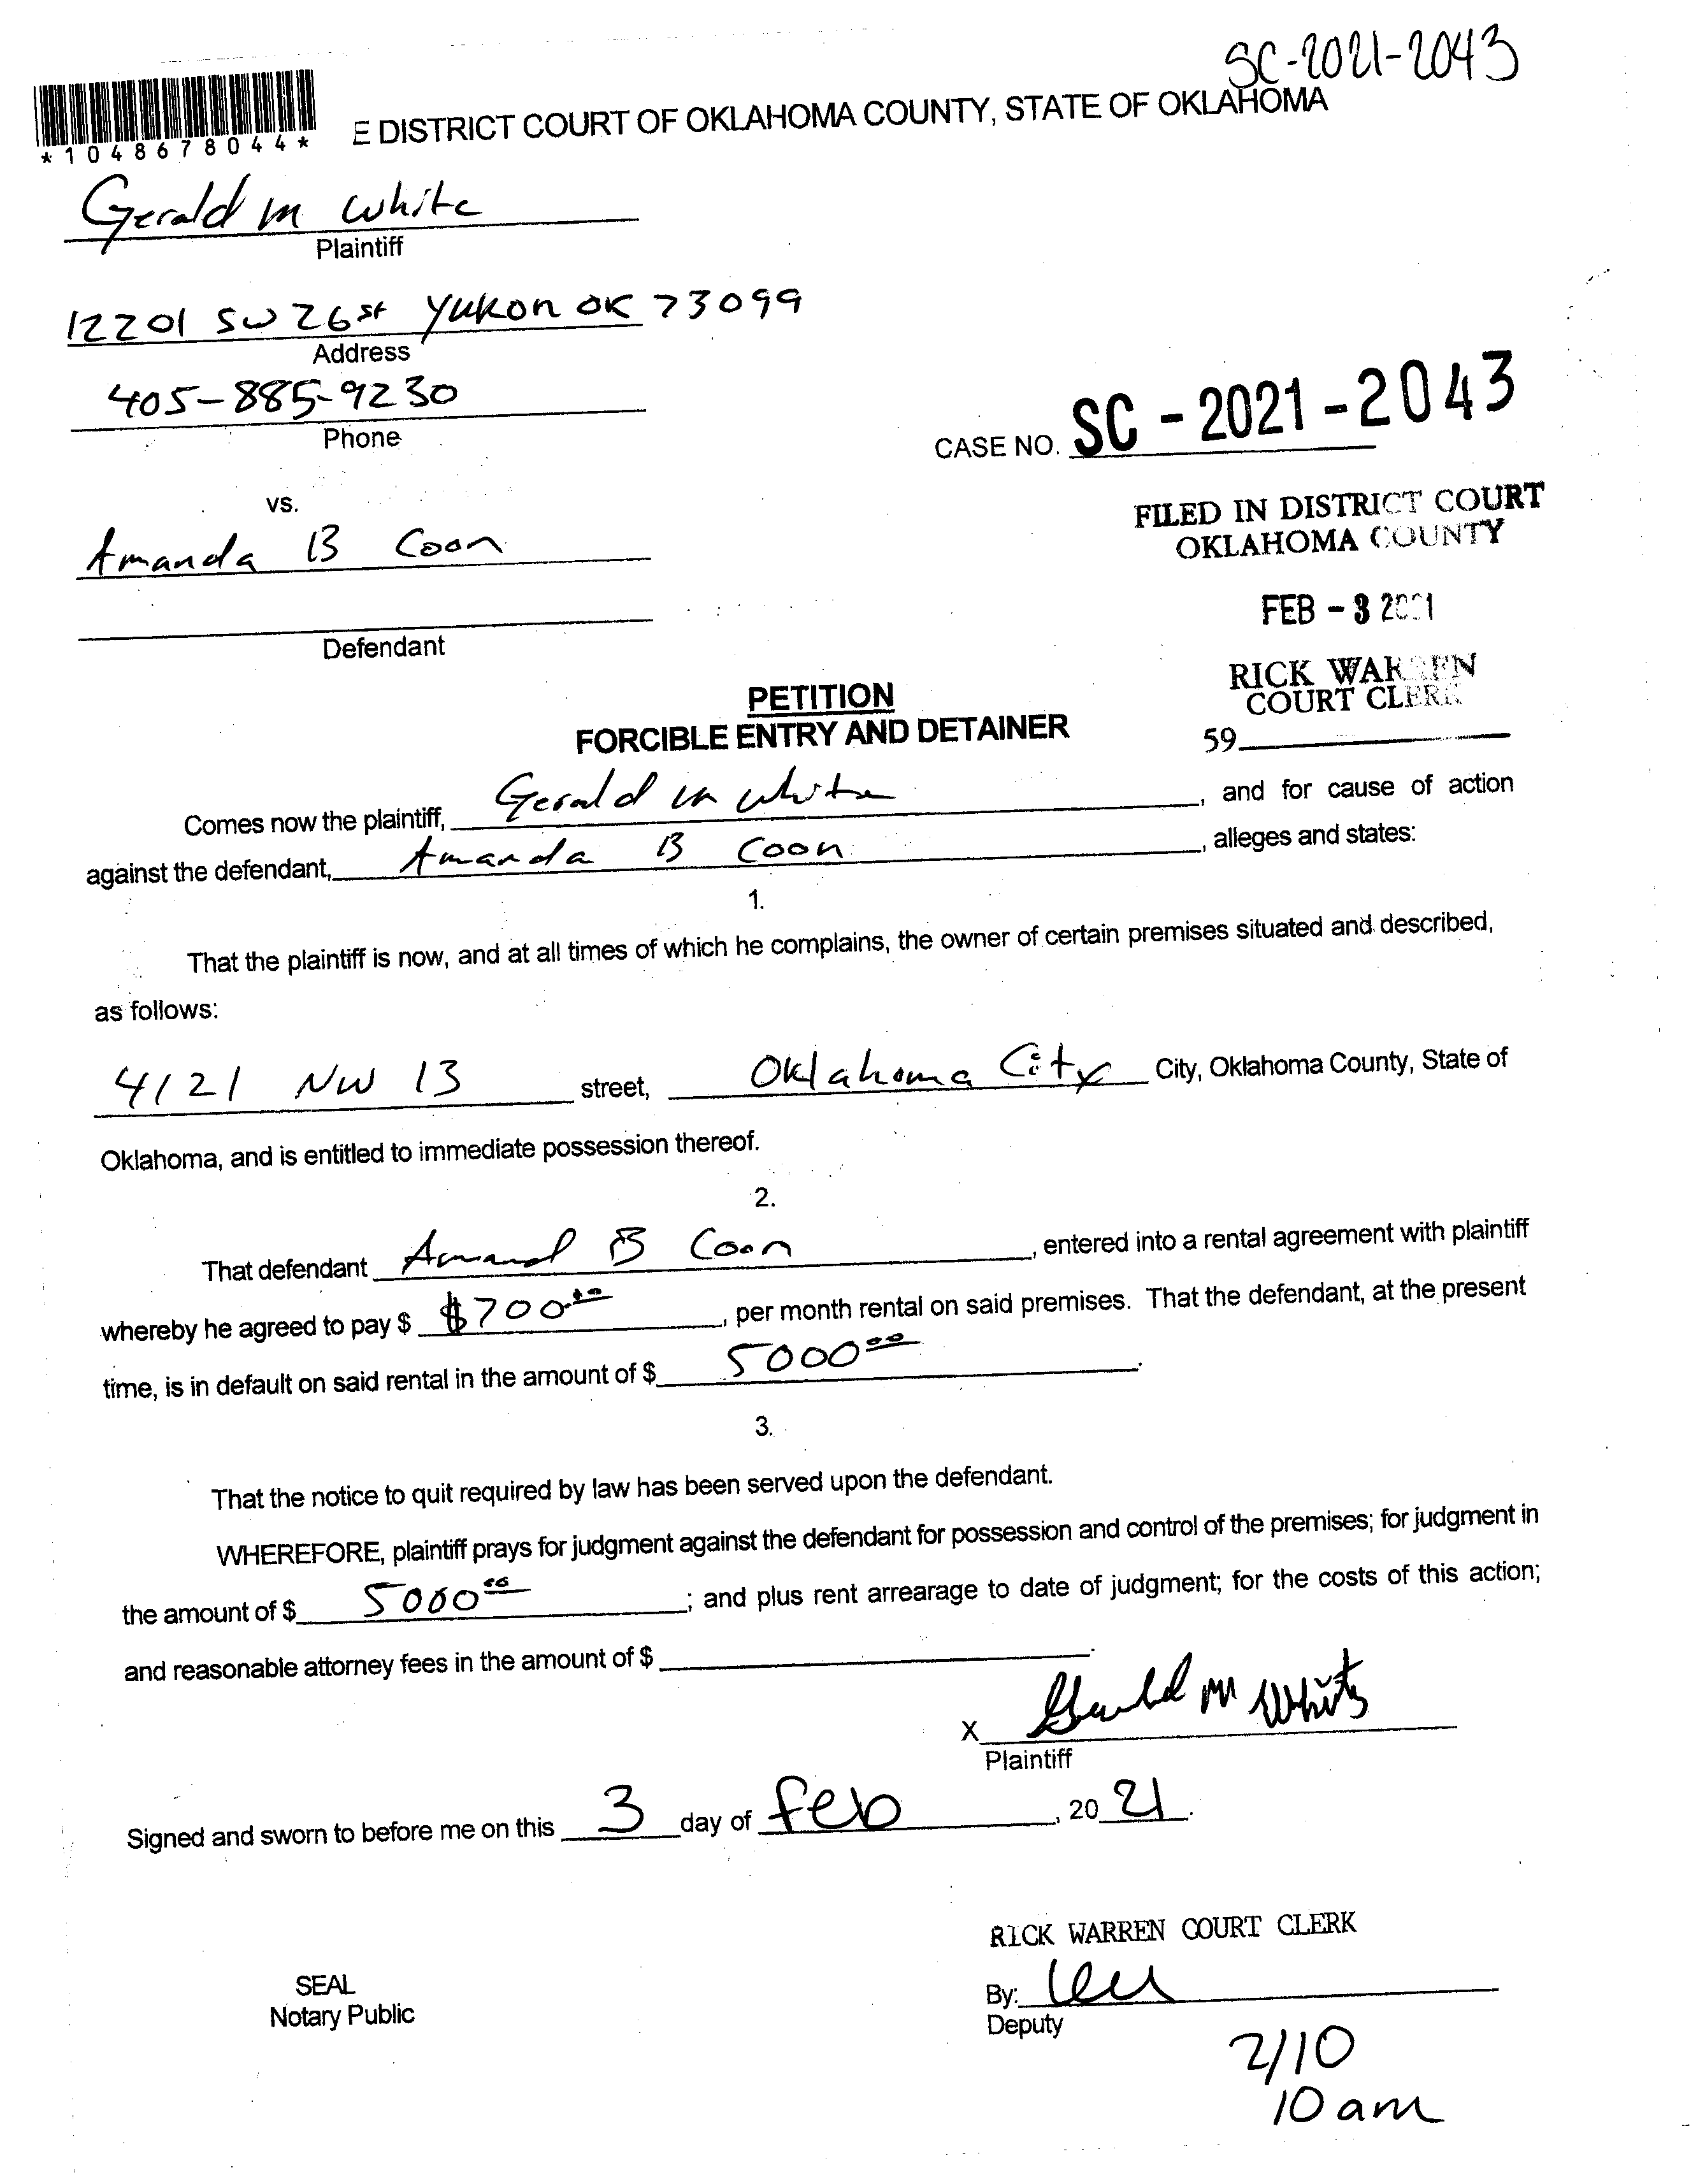 SC-2021-2043
*1048678044*
E DISTRICT COURT OF OKLAHOMA COUNTY, STATE OF OKLAHOMA
Gerald M White
Plaintiff
12201 SW 26st Yukon OK 73099
Address
405-885-9230
Phone
CASE NO. SC-2021-2043
vs.
FILED IN DISTRICT COURT
OKLAHOMA COUNTY
Amanda B Coon
FEB - 3 2021
Defendant
RICK WARREN
COURT CLERK
PETITION
59
FORCIBLE ENTRY AND DETAINER
Comes now the plaintiff, Gerald M White, and for cause of action
against the defendant, Amanda B Coon, alleges and states:
1.
That the plaintiff is now, and at all times of which he complains, the owner of certain premises situated and described,
as follows:
4121 NW 13 street, Oklahoma City City, Oklahoma County, State of
Oklahoma, and is entitled to immediate possession thereof.
2.
That defendant Amand B Coon, entered into a rental agreement with plaintiff
whereby he agreed to pay $ $700.00, per month rental on said premises. That the defendant, at the present
time, is in default on said rental in the amount of $ 5000 00.
3.
That the notice to quit required by law has been served upon the defendant.
WHEREFORE, plaintiff prays for judgment against the defendant for possession and control of the premises; for judgment in
the amount of $ 5000 00; and plus rent arrearage to date of judgment; for the costs of this action;
and reasonable attorney fees in the amount of $ .
X Gerald M White
Plaintiff
Signed and sworn to before me on this 3 day of Feb, 20 21.
RICK WARREN COURT CLERK
SEAL
By:
Notary Public
Deputy
2/10
10 am